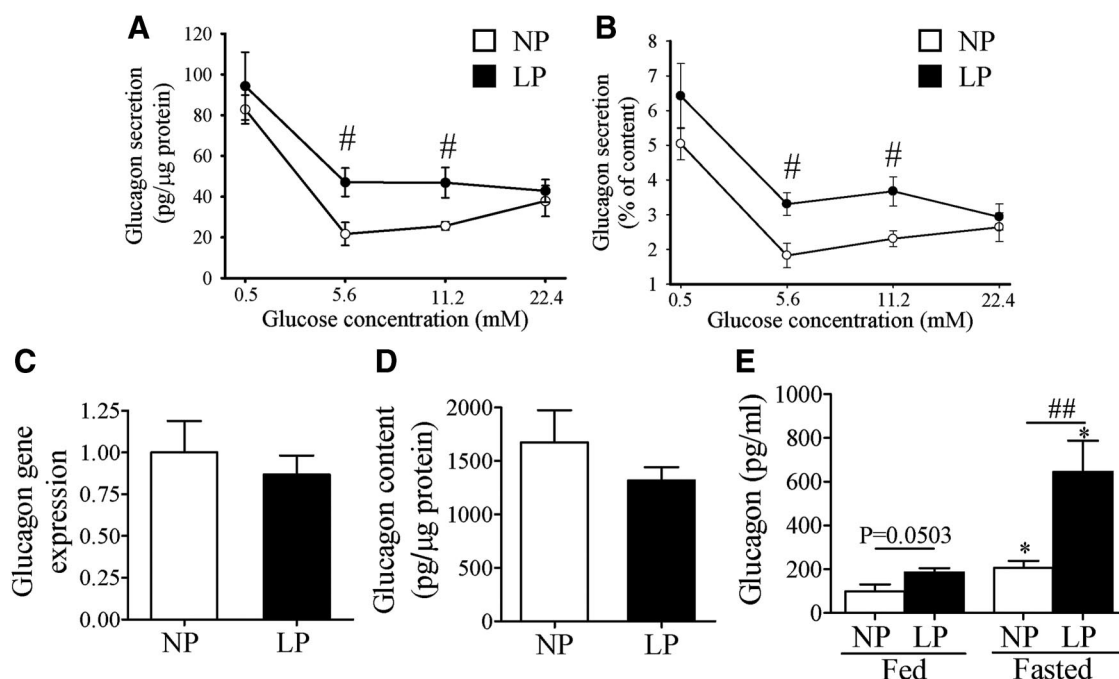 A
NP
LP
Glucagon secretion
(pg/µg protein)
120
100
80
60
40
20
0
#
#
0.5
5.6
11.2
22.4
Glucose concentration (mM)
B
NP
LP
Glucagon secretion
(% of content)
8
7
6
5
4
3
2
1
#
#
0.5
5.6
11.2
22.4
Glucose concentration (mM)
C
Glucagon gene
expression
1.25
1.00
0.75
0.50
0.25
0.00
NP
LP
D
Glucagon content
(pg/µg protein)
2000
1500
1000
500
0
NP
LP
E
Glucagon (pg/ml)
1000
800
600
400
200
0
P=0.0503
##
*
*
NP
LP
NP
LP
Fed
Fasted